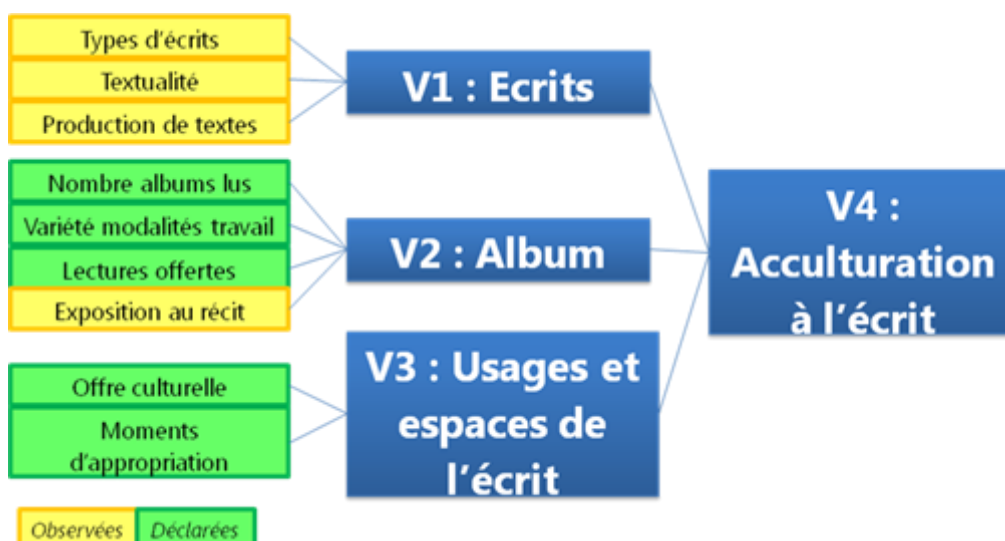 Types d'écrits
Textualité
Production de textes
V1 : Ecrits
Nombre albums lus
Variété modalités travail
Lectures offertes
Exposition au récit
V2 : Album
Offre culturelle
Moments
d'appropriation
V3 : Usages et
espaces de
l'écrit
V4 :
Acculturation
à l'écrit
Observées
Déclarées